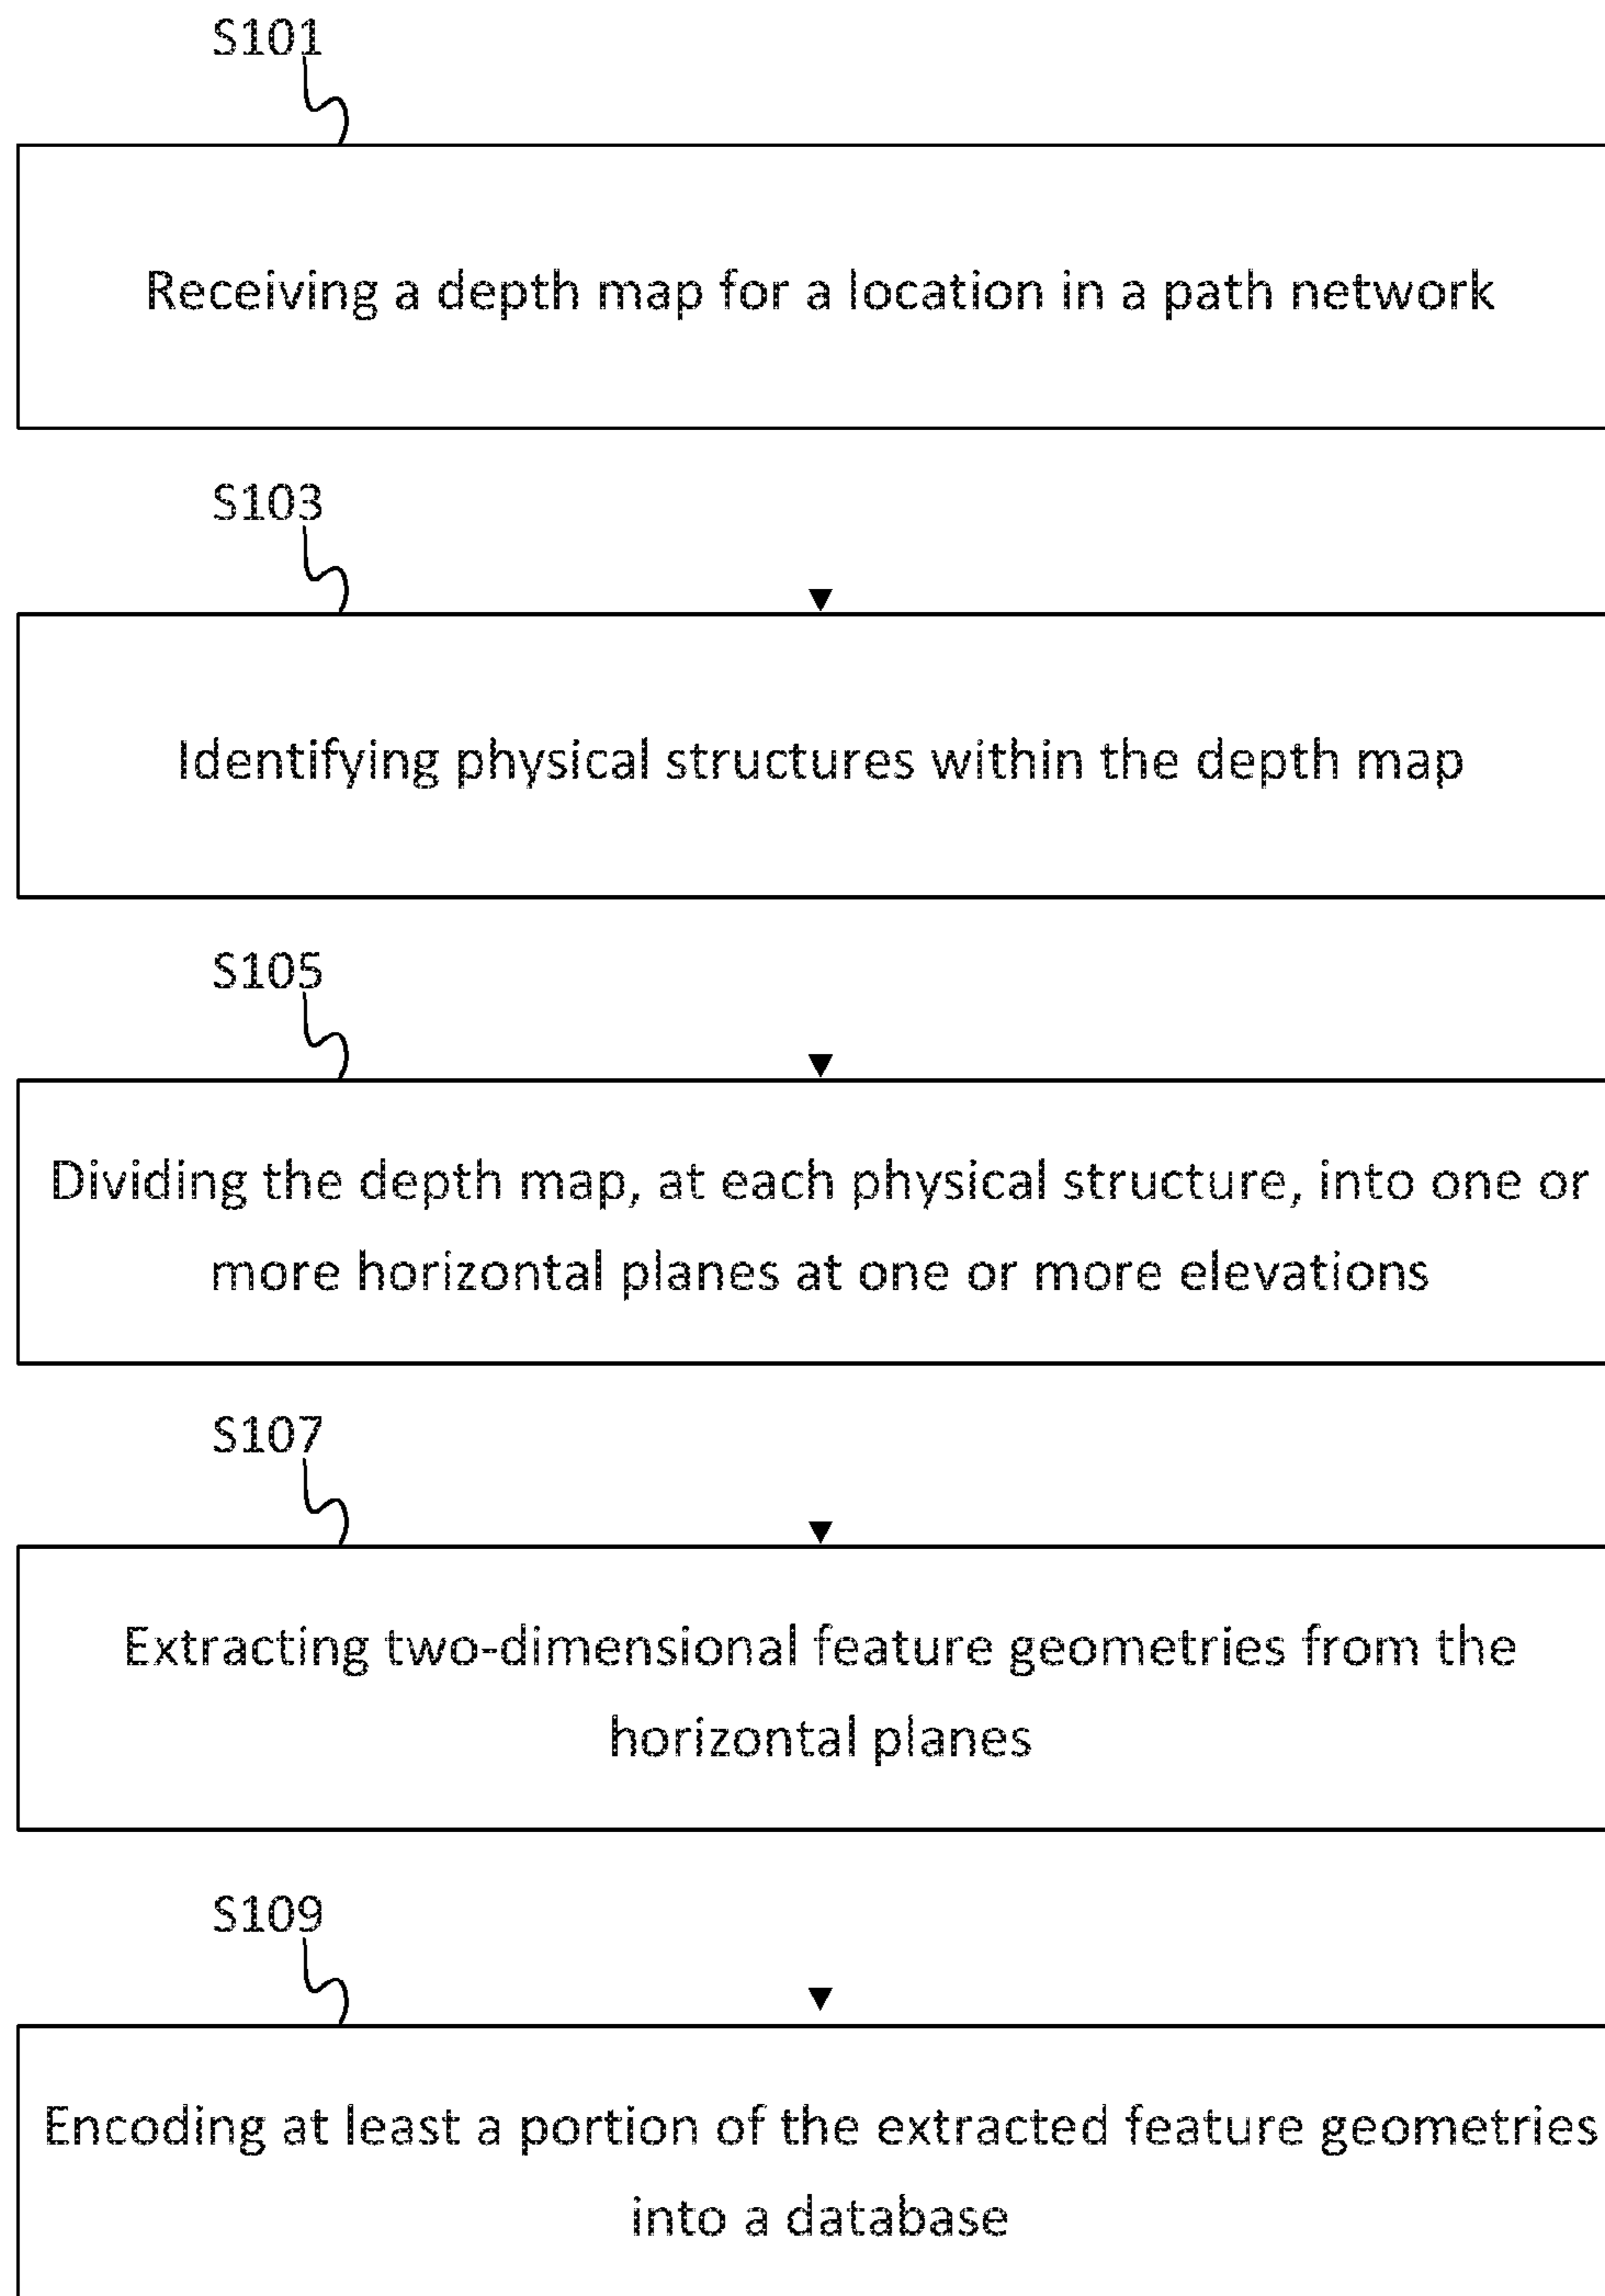 S101
Receiving a depth map for a location in a path network
S103
Identifying physical structures within the depth map
S105
Dividing the depth map, at each physical structure, into one or
more horizontal planes at one or more elevations
S107
Extracting two-dimensional feature geometries from the
horizontal planes
S109
Encoding at least a portion of the extracted feature geometries
into a database